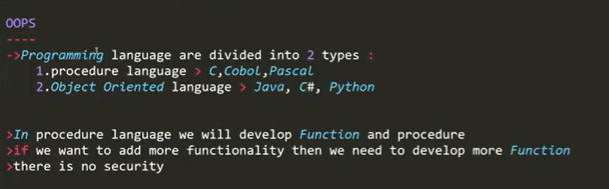 OOPS
----
->Programming language are divided into 2 types :
1.procedure language > C,Cobol,Pascal
2.Object Oriented language > Java, C#, Python
>In procedure language we will develop Function and procedure
>if we want to add more functionality then we need to develop more Function
>there is no security